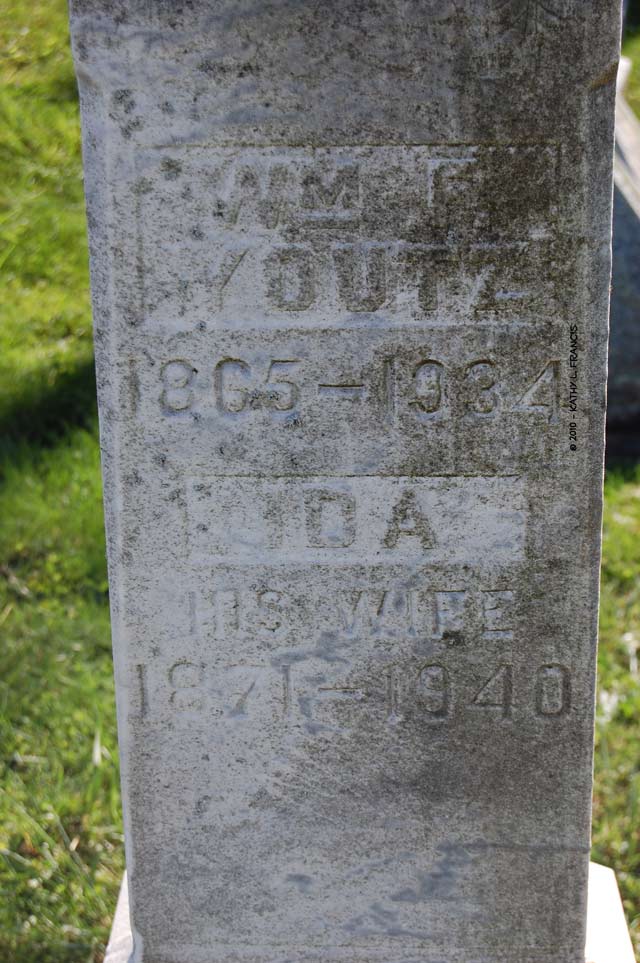 WM F.
YOUTZ
1865–1934
IDA
HIS WIFE
1871–1940
© 2010 - KATHY L. FRANCIS